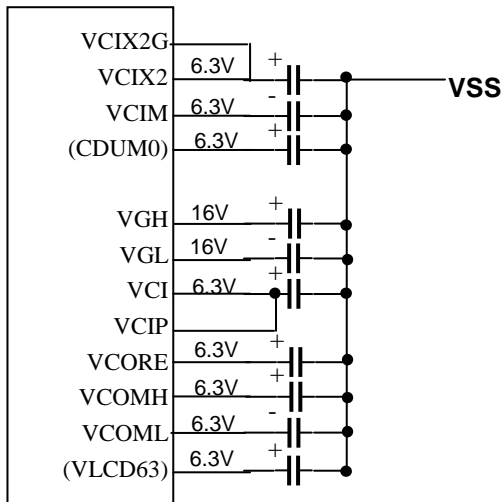 VCIX2G
VCIX2 6.3V + VSS
VCIM 6.3V -
(CDUM0) 6.3V +
VGH 16V +
VGL 16V -
VCI 6.3V +
VCIP
VCORE 6.3V +
VCOMH 6.3V +
VCOML 6.3V -
(VLCD63) 6.3V +